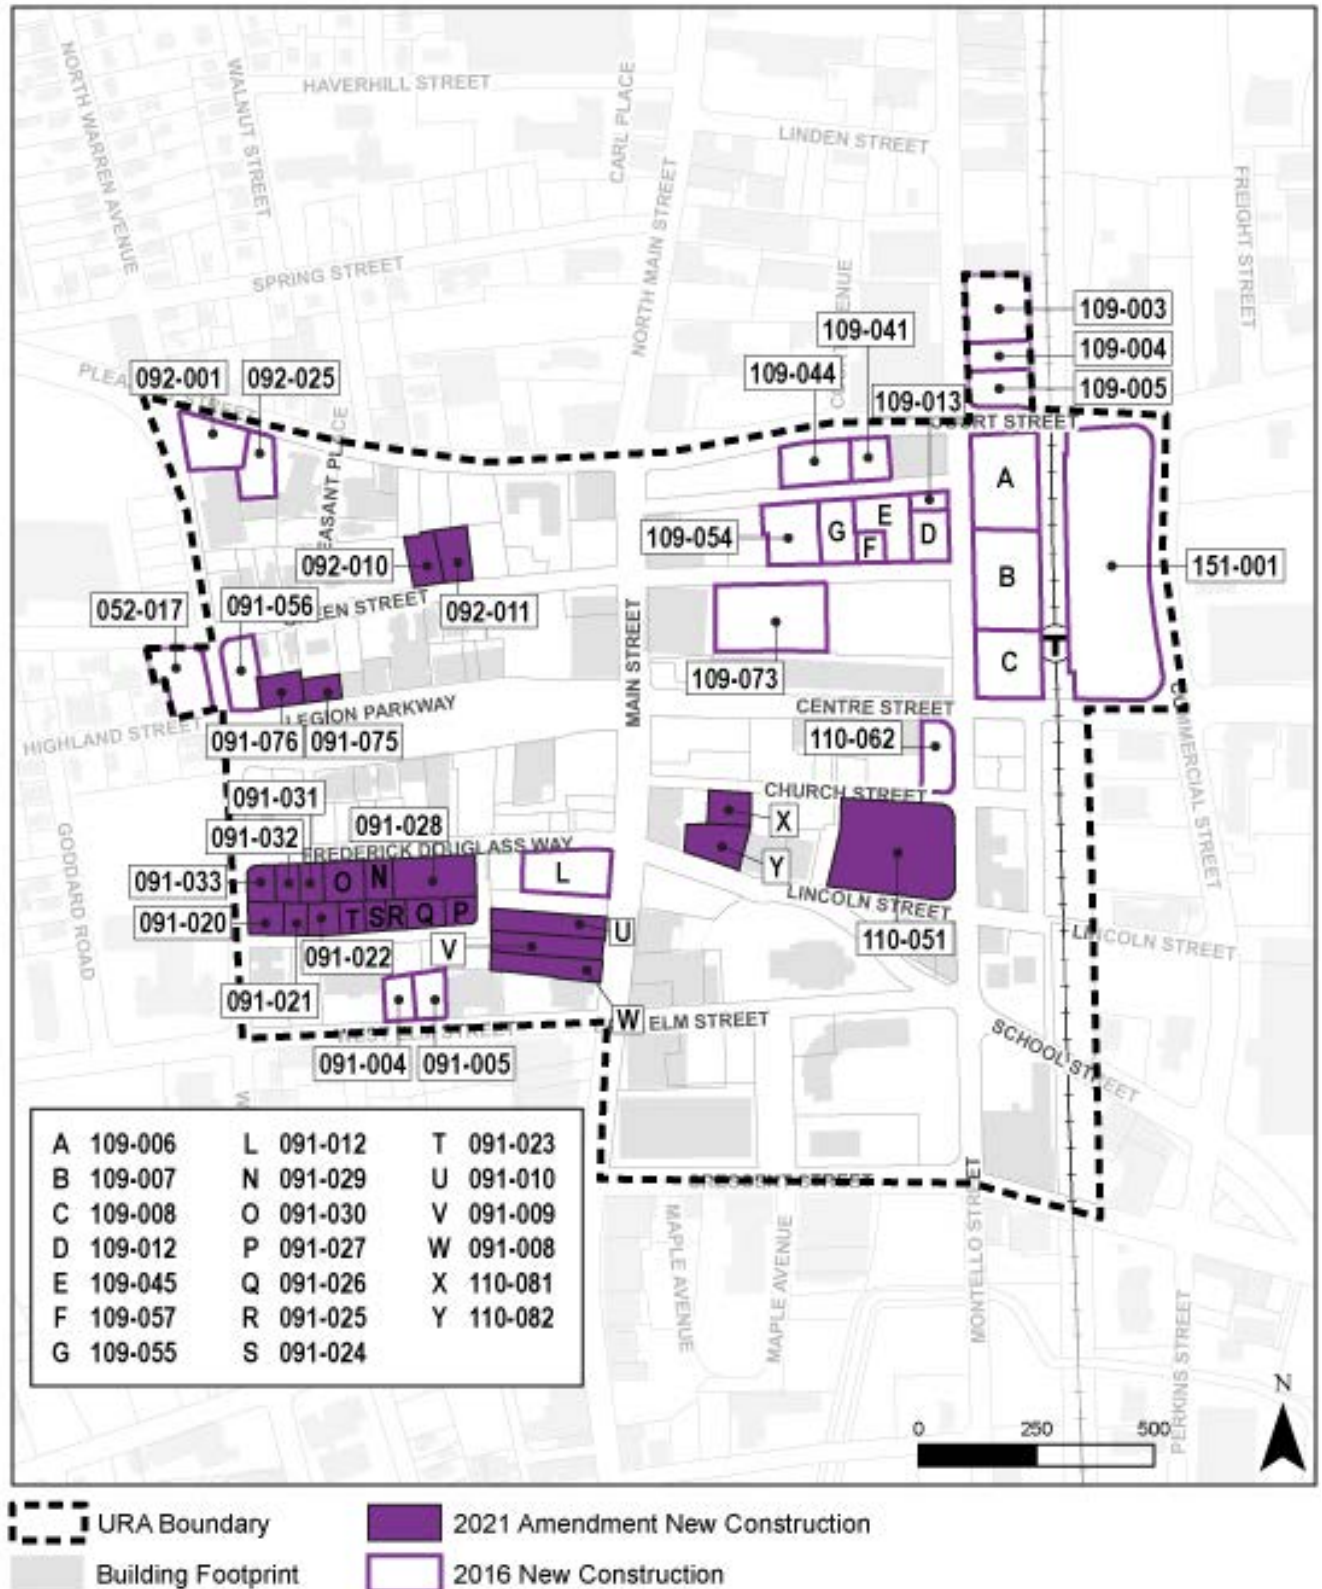 HAVERHILL STREET
NORTH WARREN AVENUE
WALNUT STREET
CARL PLACE
LINDEN STREET
FREIGHT STREET
SPRING STREET
NORTH MAIN STREET
109-003
109-041
109-004
109-044
109-005
092-001
092-025
109-013
PLEASANT PLACE
A
E
G
D
109-054
F
092-010
B
151-001
091-056
052-017
092-011
MAIN STREET
C
T
109-073
LEGION PARKWAY
CENTRE STREET
HIGHLAND STREET
091-076
091-075
110-062
COMMERCIAL STREET
091-031
CHURCH STREET
091-032
091-028
X
FREDERICK DOUGLASS WAY
GODDARD ROAD
091-033
O
N
L
Y
LINCOLN STREET
091-020
T
S
R
Q
P
U
110-051
LINCOLN STREET
091-022
V
091-021
W
ELM STREET
WEST ELM STREET
SCHOOL STREET
091-004
091-005
CRESCENT STREET
MONTELLO STREET
MAPLE AVENUE
MAPLE AVENUE
PERKINS STREET
A 109-006 L 091-012 T 091-023
B 109-007 N 091-029 U 091-010
C 109-008 O 091-030 V 091-009
D 109-012 P 091-027 W 091-008
E 109-045 Q 091-026 X 110-081
F 109-057 R 091-025 Y 110-082
G 109-055 S 091-024
N
0 250 500
URA Boundary
2021 Amendment New Construction
Building Footprint
2016 New Construction